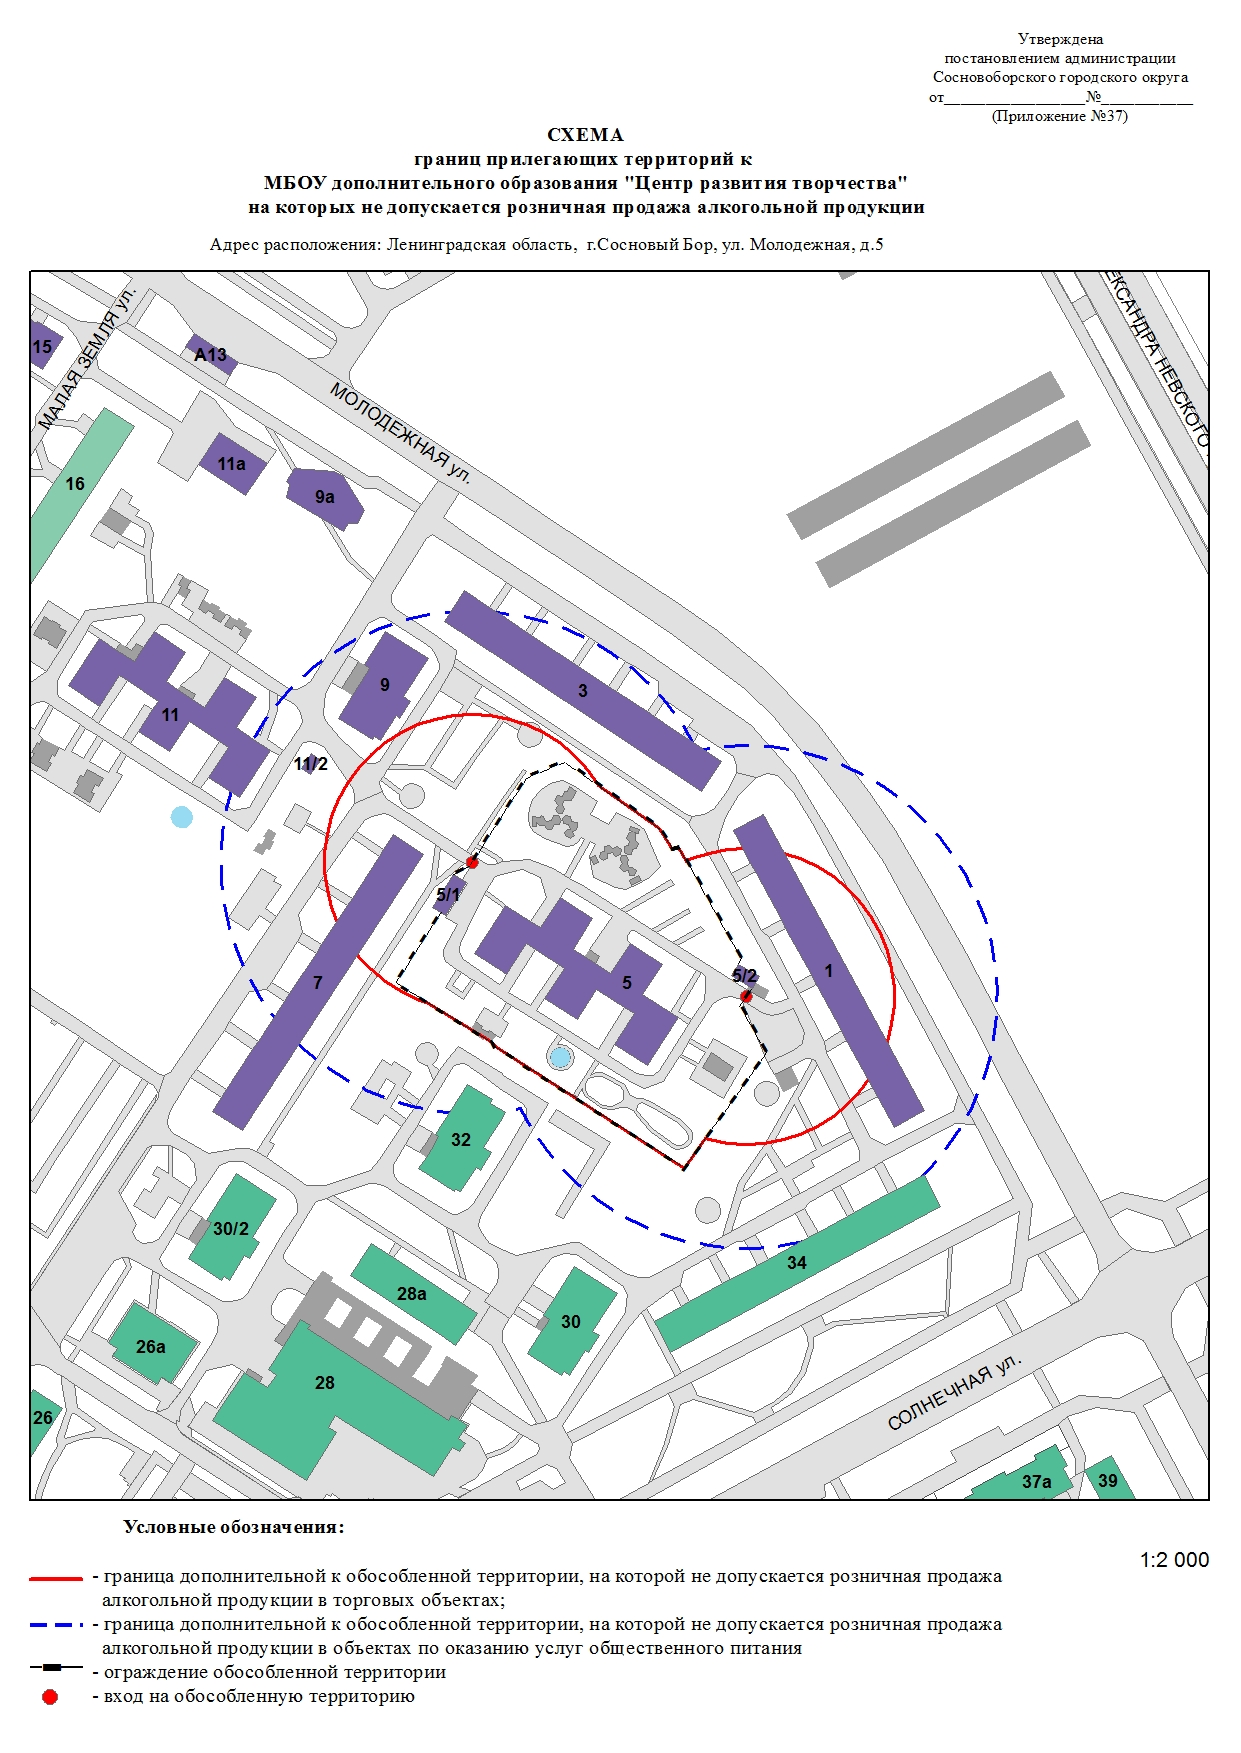 Утверждена
постановлением администрации
Сосновоборского городского округа
от_________________№___________
(Приложение №37)
СХЕМА
границ прилегающих территорий к
МБОУ дополнительного образования "Центр развития творчества"
на которых не допускается розничная продажа алкогольной продукции
Адрес расположения: Ленинградская область, г.Сосновый Бор, ул. Молодежная, д.5
ЕКСАНДРА НЕВСКОГО
МАЛАЯ ЗЕМЛЯ ул.
15
А13
МОЛОДЕЖНАЯ ул.
11а
16
9а
9
3
11
11/2
5/1
7
5
5/2
1
32
30/2
34
28а
30
26а
28
СОЛНЕЧНАЯ ул.
26
37а
39
Условные обозначения:
1:2 000
- граница дополнительной к обособленной территории, на которой не допускается розничная продажа
алкогольной продукции в торговых объектах;
- граница дополнительной к обособленной территории, на которой не допускается розничная продажа
алкогольной продукции в объектах по оказанию услуг общественного питания
- ограждение обособленной территории
- вход на обособленную территорию